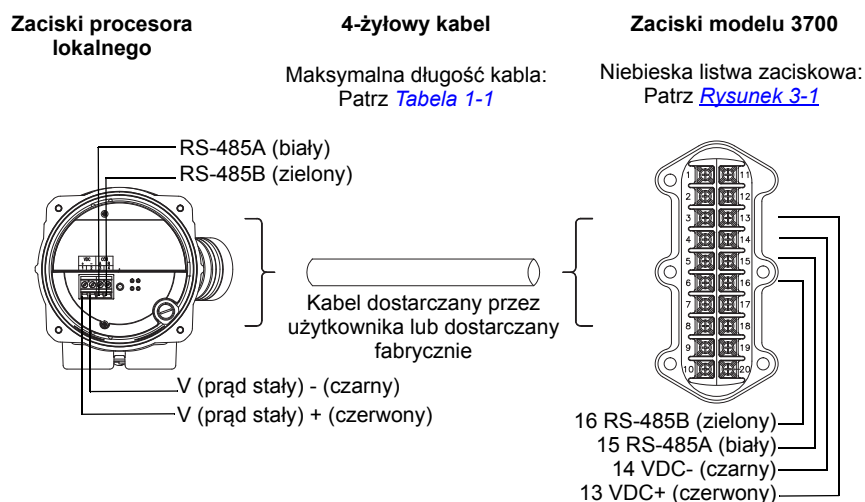 Zaciski procesora
lokalnego
4-żyłowy kabel
Maksymalna długość kabla:
Patrz Tabela 1-1
Zaciski modelu 3700
Niebieska listwa zaciskowa:
Patrz Rysunek 3-1
RS-485A (biały)
RS-485B (zielony)
Kabel dostarczany przez
użytkownika lub dostarczany
fabrycznie
V (prąd stały) - (czarny)
V (prąd stały) + (czerwony)
1 11
2 12
3 13
4 14
5 15
6 16
7 17
8 18
9 19
10 20
16 RS-485B (zielony)
15 RS-485A (biały)
14 VDC- (czarny)
13 VDC+ (czerwony)